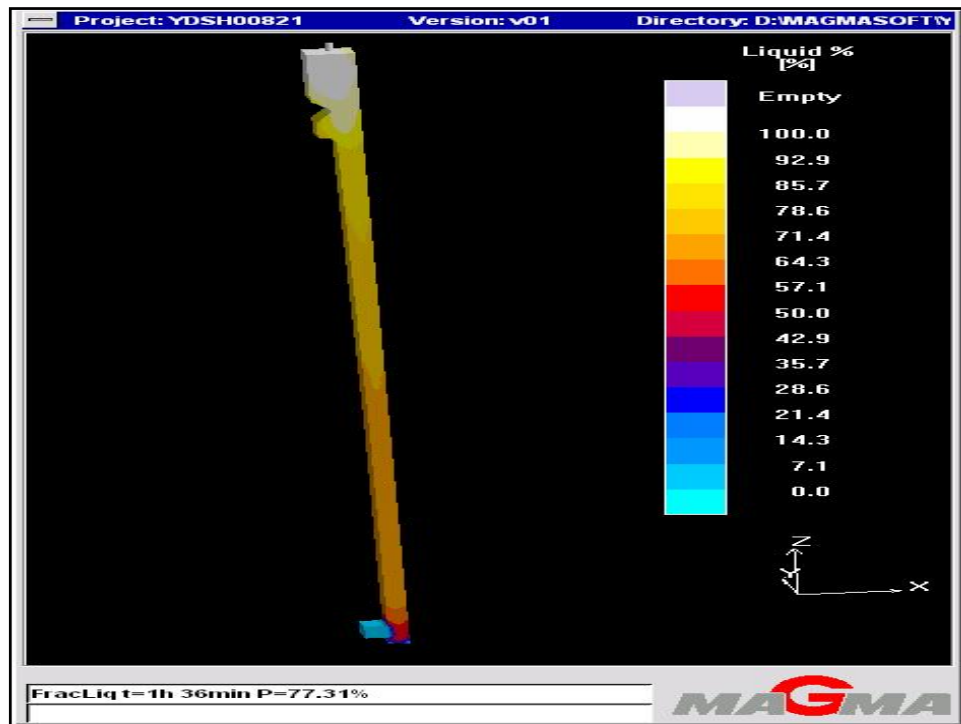 Project: YDSH00821 Version: v01 Directory: D:\MAGMASOFT\Y
Liquid %
[%]
Empty
100.0
92.9
85.7
78.6
71.4
64.3
57.1
50.0
42.9
35.7
28.6
21.4
14.3
7.1
0.0
Z
Y
X
FracLiq t=1h 36min P=77.31%
MAGMA